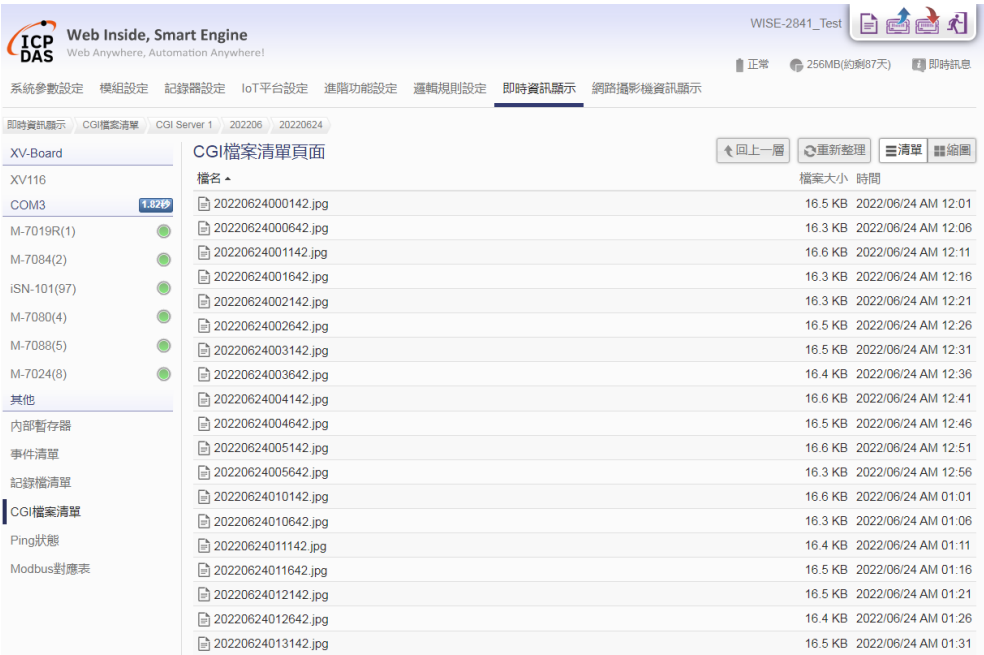 ICP DAS
Web Inside, Smart Engine
Web Anywhere, Automation Anywhere!
WISE-2841_Test
正常 256MB(約剩87天) 即時訊息
系統參數設定 模組設定 記錄器設定 IoT平台設定 進階功能設定 邏輯規則設定 即時資訊顯示 網路攝影機資訊顯示
即時資訊顯示 CGI檔案清單 CGI Server 1 202206 20220624
XV-Board
XV116
COM3 1.82秒
M-7019R(1)
M-7084(2)
iSN-101(97)
M-7080(4)
M-7088(5)
M-7024(8)
其他
內部暫存器
事件清單
記錄檔清單
CGI檔案清單
Ping狀態
Modbus對應表
CGI檔案清單頁面
回上一層 重新整理 清單 縮圖
檔名 檔案大小 時間
20220624000142.jpg 16.5 KB 2022/06/24 AM 12:01
20220624000642.jpg 16.3 KB 2022/06/24 AM 12:06
20220624001142.jpg 16.6 KB 2022/06/24 AM 12:11
20220624001642.jpg 16.3 KB 2022/06/24 AM 12:16
20220624002142.jpg 16.3 KB 2022/06/24 AM 12:21
20220624002642.jpg 16.5 KB 2022/06/24 AM 12:26
20220624003142.jpg 16.5 KB 2022/06/24 AM 12:31
20220624003642.jpg 16.4 KB 2022/06/24 AM 12:36
20220624004142.jpg 16.6 KB 2022/06/24 AM 12:41
20220624004642.jpg 16.5 KB 2022/06/24 AM 12:46
20220624005142.jpg 16.6 KB 2022/06/24 AM 12:51
20220624005642.jpg 16.3 KB 2022/06/24 AM 12:56
20220624010142.jpg 16.6 KB 2022/06/24 AM 01:01
20220624010642.jpg 16.3 KB 2022/06/24 AM 01:06
20220624011142.jpg 16.4 KB 2022/06/24 AM 01:11
20220624011642.jpg 16.5 KB 2022/06/24 AM 01:16
20220624012142.jpg 16.5 KB 2022/06/24 AM 01:21
20220624012642.jpg 16.4 KB 2022/06/24 AM 01:26
20220624013142.jpg 16.5 KB 2022/06/24 AM 01:31